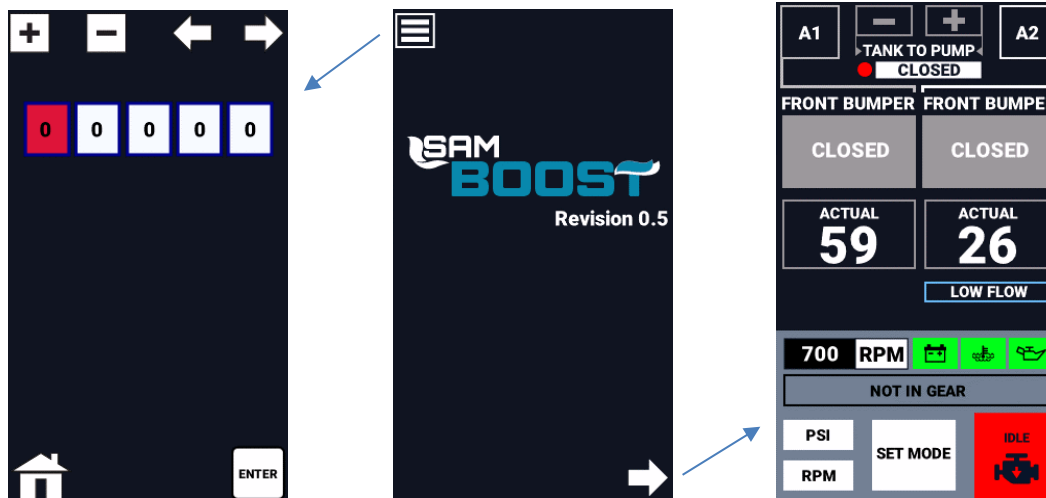 0 0 0 0 0
ENTER
SAM
BOOST
Revision 0.5
A1
A2
TANK TO PUMP
CLOSED
FRONT BUMPER FRONT BUMPE
CLOSED CLOSED
ACTUAL ACTUAL
59 26
LOW FLOW
700 RPM
NOT IN GEAR
PSI
SET MODE
IDLE
RPM